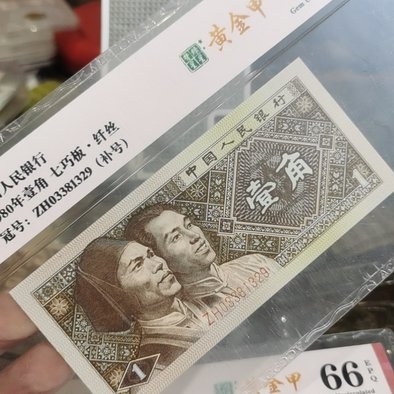 黄金甲
Gem
人民银行
980年壹角 七巧板·纤丝
冠号: ZH03381329 (补号)
中国人民银行
壹角
1
ZH03381329
1
黄金甲
66
EPQ